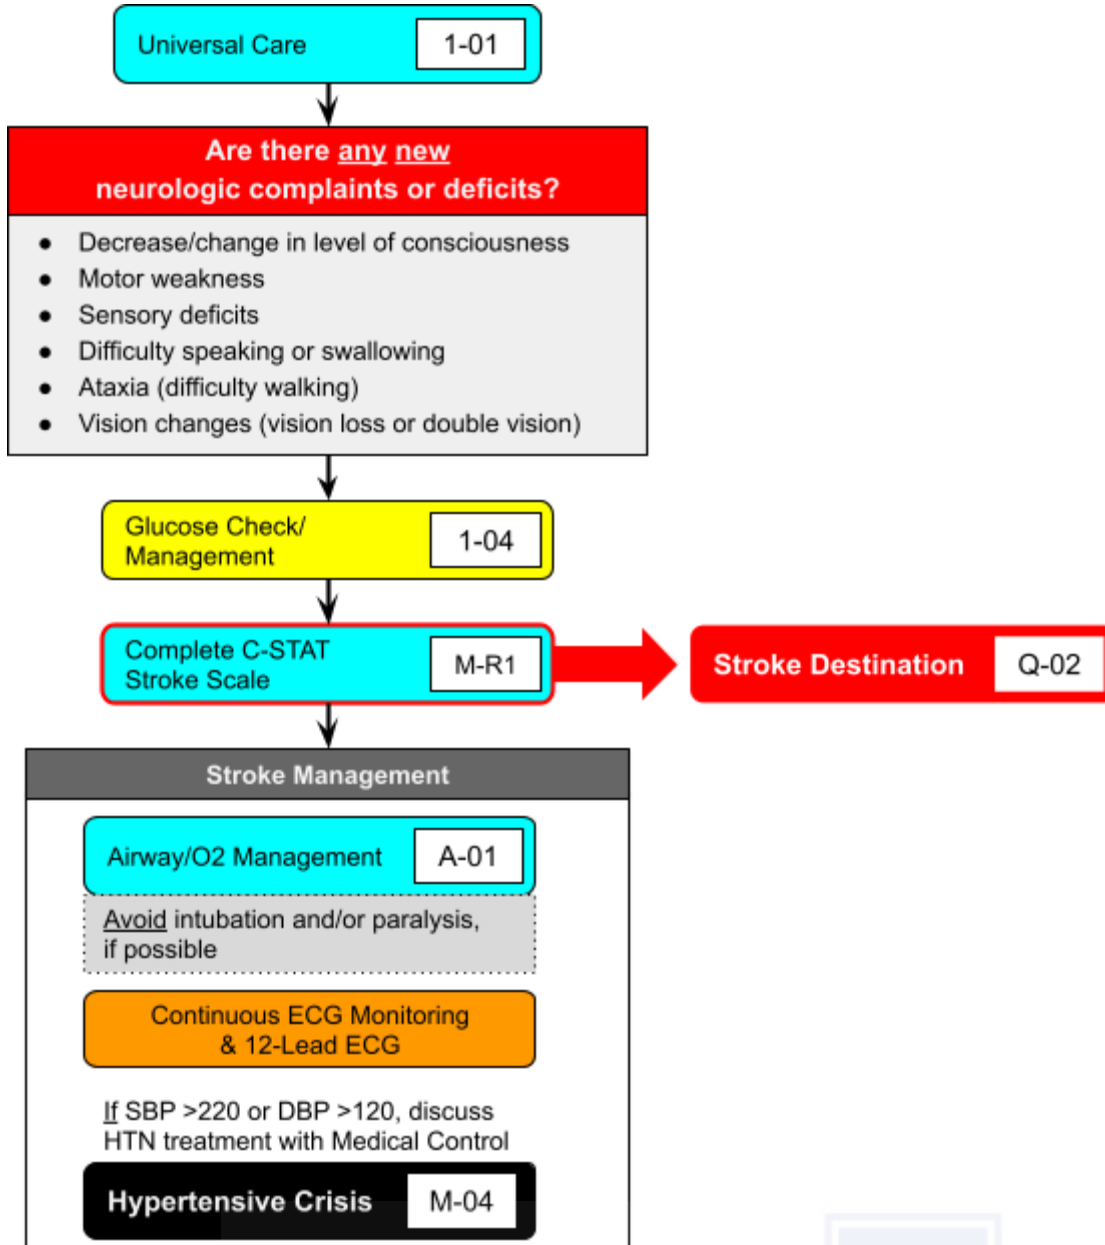 Universal Care 1-01
Are there any new
neurologic complaints or deficits?
● Decrease/change in level of consciousness
● Motor weakness
● Sensory deficits
● Difficulty speaking or swallowing
● Ataxia (difficulty walking)
● Vision changes (vision loss or double vision)
Glucose Check/
Management
1-04
Complete C-STAT
Stroke Scale
M-R1
Stroke Destination Q-02
Stroke Management
Airway/O2 Management A-01
Avoid intubation and/or paralysis,
if possible
Continuous ECG Monitoring
& 12-Lead ECG
If SBP >220 or DBP >120, discuss
HTN treatment with Medical Control
Hypertensive Crisis M-04